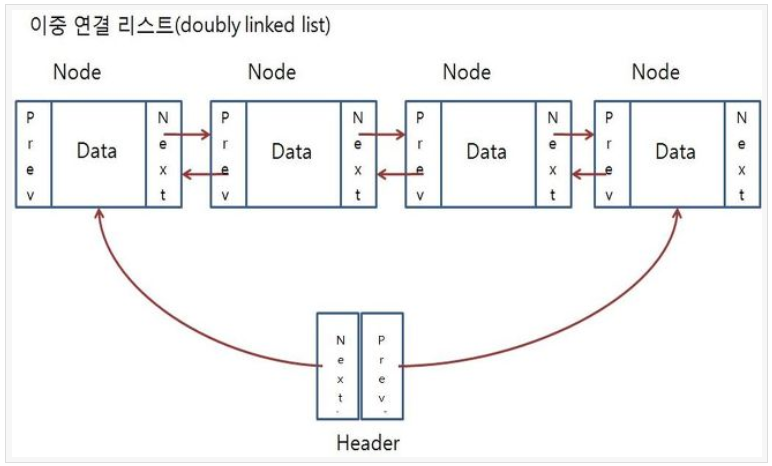 이중 연결 리스트(doubly linked list)
Node Node Node Node
Prev Data Next Prev Data Next Prev Data Next Prev Data Next
Next Prev
Header